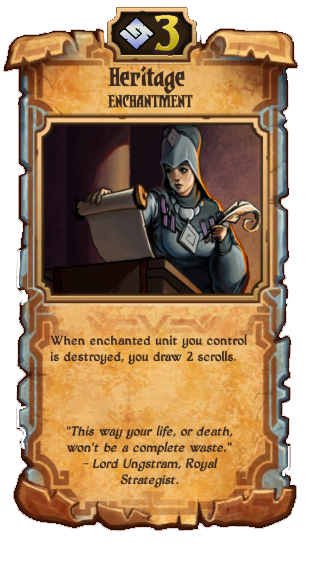 3
Heritage
ENCHANTMENT
When enchanted unit you control
is destroyed, you draw 2 scrolls.
"This way your life, or death,
won't be a complete waste."
- Lord Ungstram, Royal
Strategist.